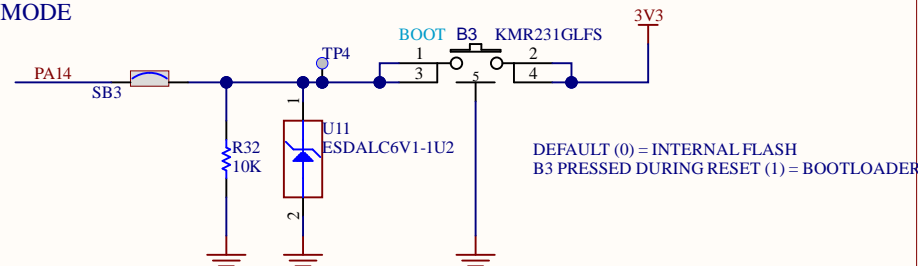 MODE
3V3
BOOT B3 KMR231GLFS
TP4
1 2
PA14 3 4
5
SB3
1
U11
R32 ESDALC6V1-1U2
10K
DEFAULT (0) = INTERNAL FLASH
B3 PRESSED DURING RESET (1) = BOOTLOADER
2